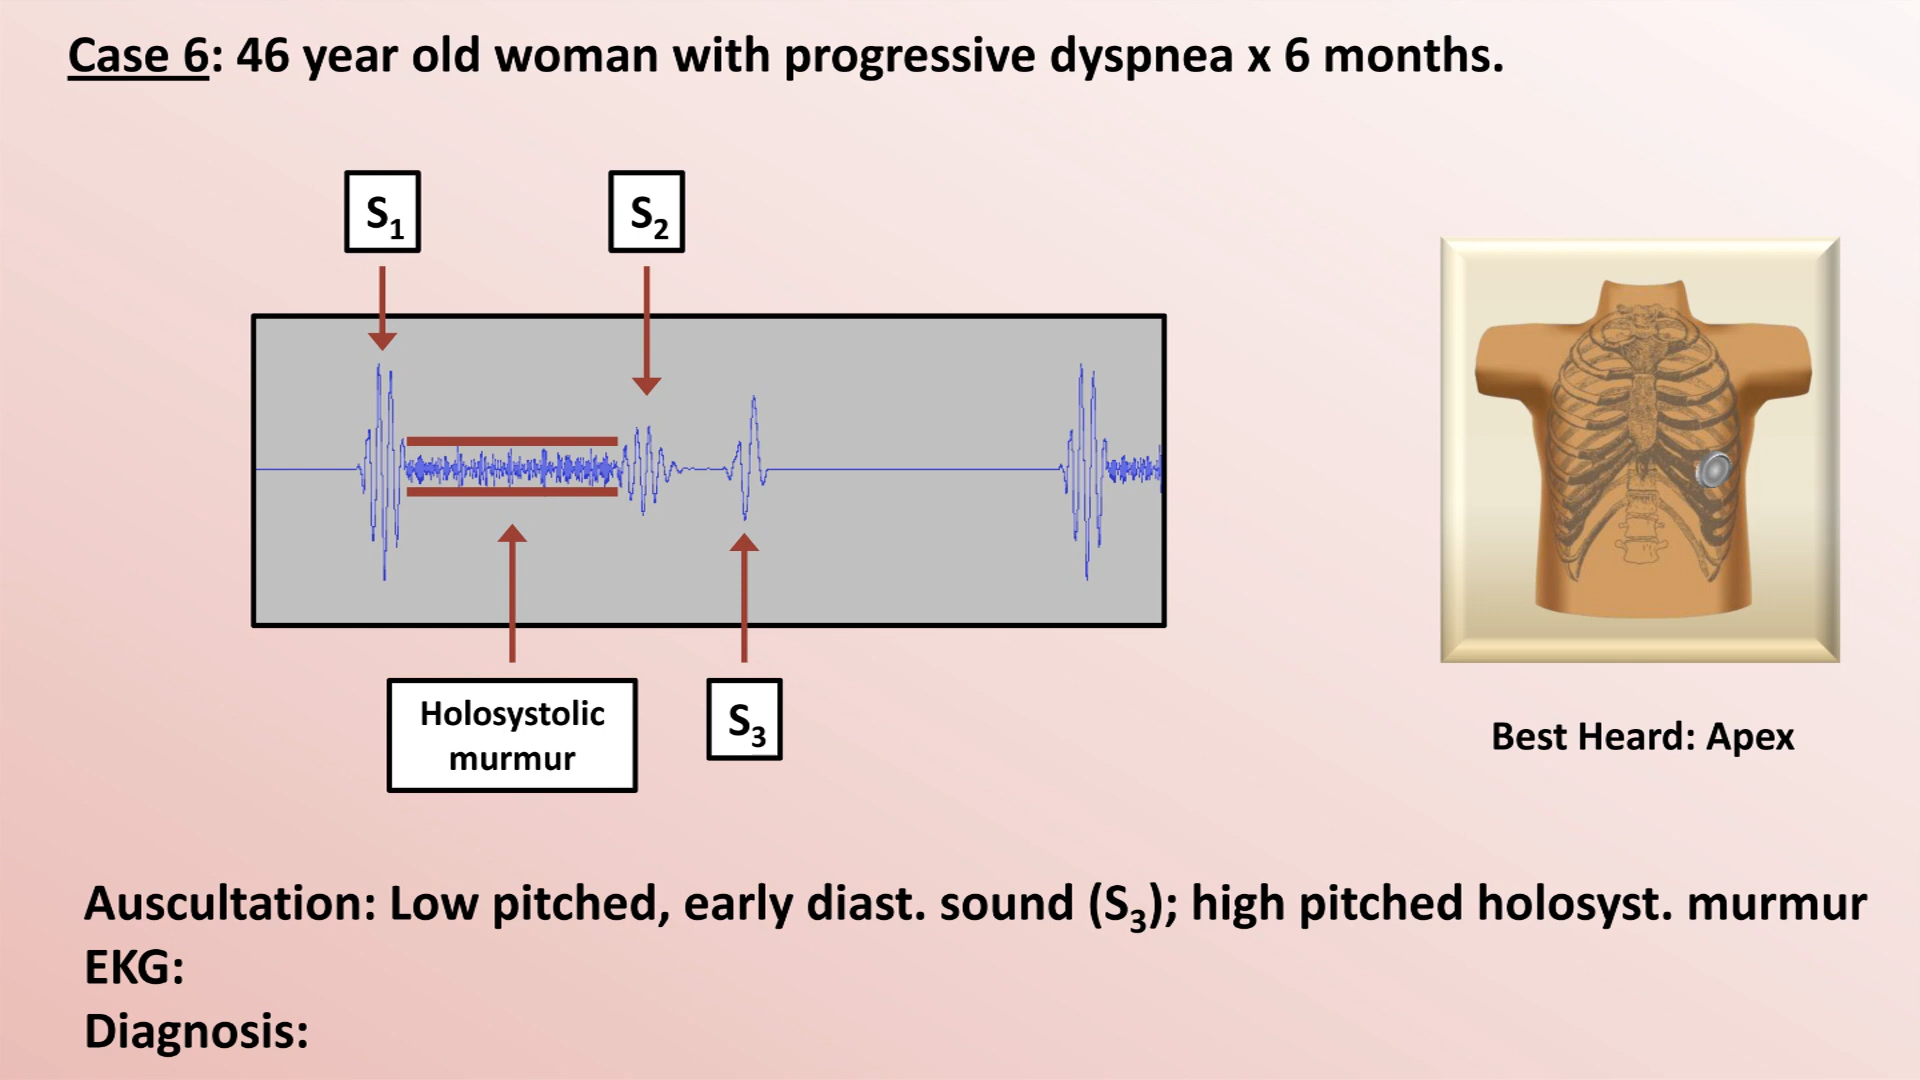 Case 6: 46 year old woman with progressive dyspnea x 6 months.
S1
S2
Holosystolic
murmur
S3
Best Heard: Apex
Auscultation: Low pitched, early diast. sound (S3); high pitched holosyst. murmur
EKG:
Diagnosis: